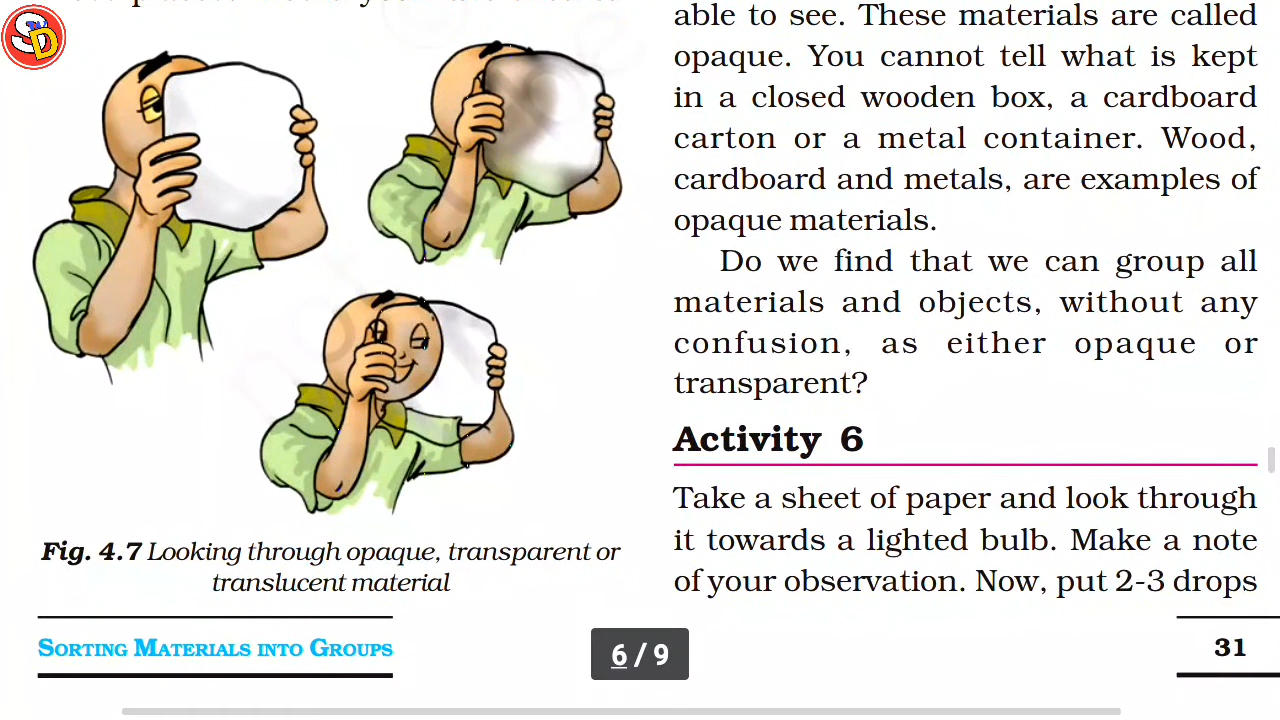 SD
Fig. 4.7 Looking through opaque, transparent or
translucent material
SORTING MATERIALS INTO GROUPS
able to see. These materials are called
opaque. You cannot tell what is kept
in a closed wooden box, a cardboard
carton or a metal container. Wood,
cardboard and metals, are examples of
opaque materials.
Do we find that we can group all
materials and objects, without any
confusion, as either opaque or
transparent?
Activity 6
Take a sheet of paper and look through
it towards a lighted bulb. Make a note
of your observation. Now, put 2-3 drops
6 / 9
31